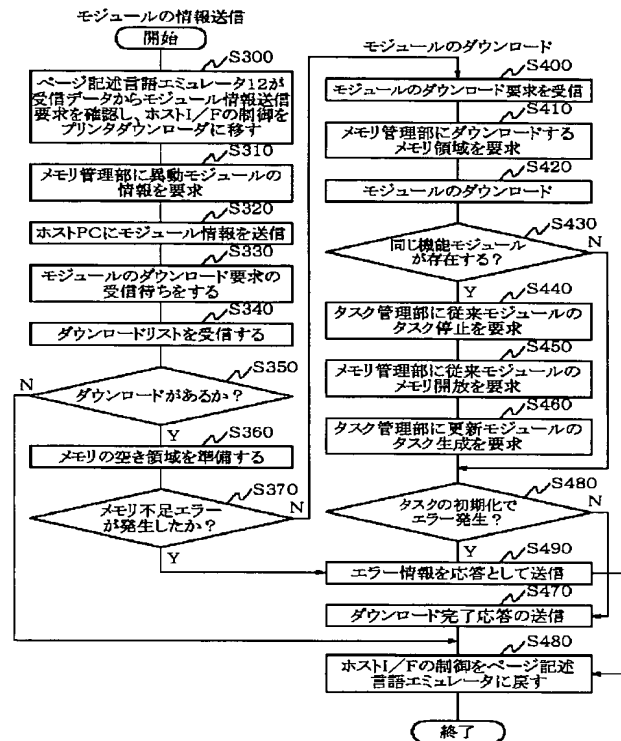 モジュールの情報送信
開始
S300
ページ記述言語エミュレータ12が
受信データからモジュール情報送信
要求を確認し、ホストI／Fの制御を
プリンタダウンローダに移す
S310
メモリ管理部に異動モジュールの
情報を要求
S320
ホストPCにモジュール情報を送信
S330
モジュールのダウンロード要求の
受信待ちをする
S340
ダウンロードリストを受信する
S350
N
ダウンロードがあるか？
Y
S360
メモリの空き領域を準備する
S370
メモリ不足エラー
が発生したか？
N
Y
モジュールのダウンロード
S400
モジュールのダウンロード要求を受信
S410
メモリ管理部にダウンロードする
メモリ領域を要求
S420
モジュールのダウンロード
S430
同じ機能モジュール
が存在する？
N
Y
S440
タスク管理部に従来モジュールの
タスク停止を要求
S450
メモリ管理部に従来モジュールの
メモリ開放を要求
S460
タスク管理部に更新モジュールの
タスク生成を要求
S480
タスクの初期化で
エラー発生？
N
Y
S490
エラー情報を応答として送信
S470
ダウンロード完了応答の送信
S480
ホストI／Fの制御をページ記述
言語エミュレータに戻す
終了